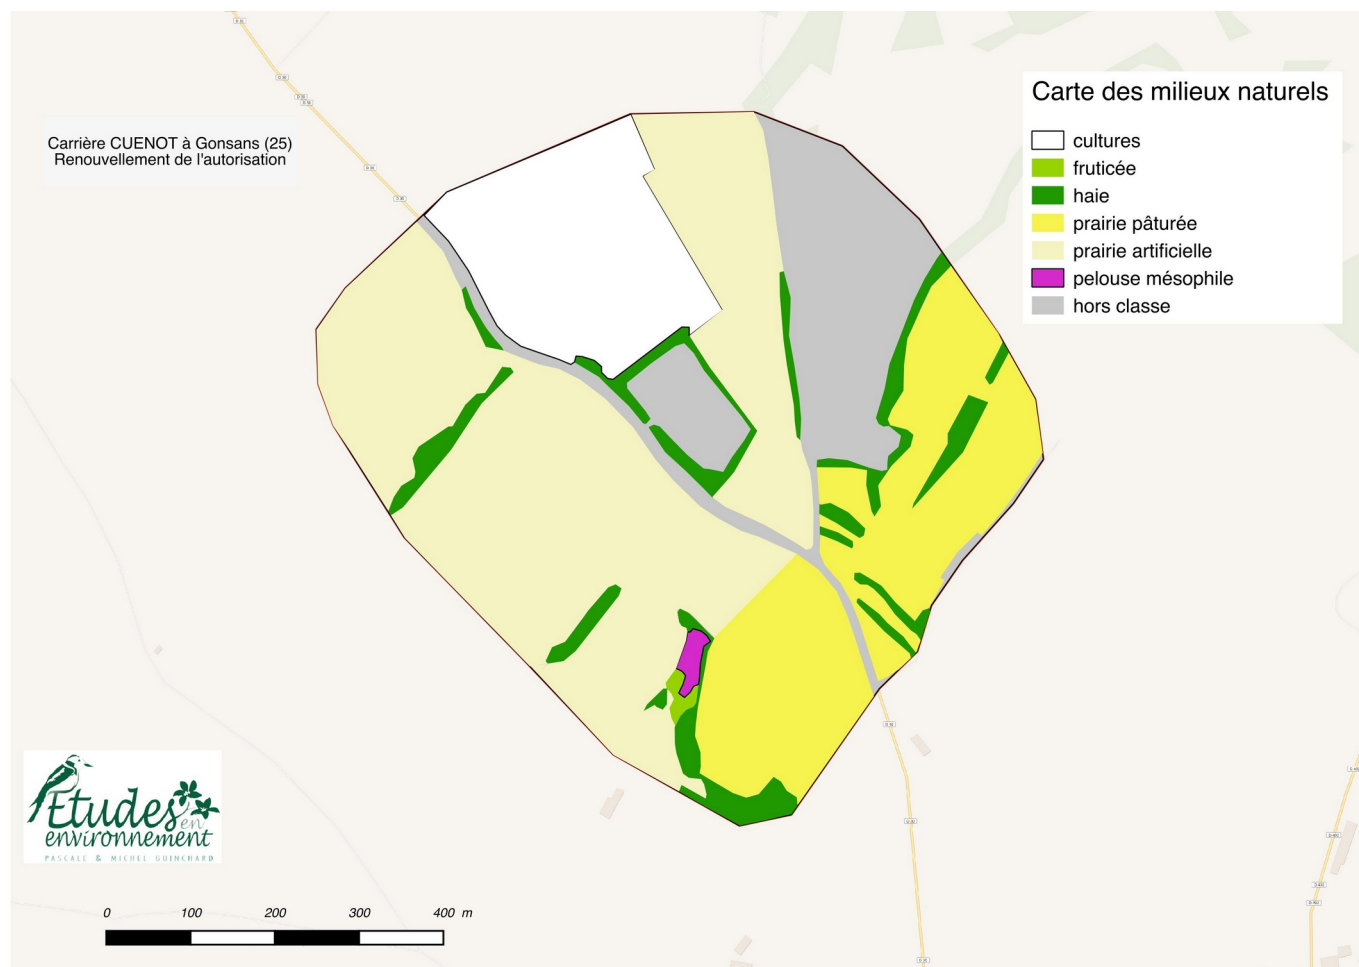 Carte des milieux naturels
Carrière CUENOT à Gonsans (25)
Renouvellement de l'autorisation
cultures
fruticée
haie
prairie pâturée
prairie artificielle
pelouse mésophile
hors classe
Etudes
en
environnement
PASCALE & MICHEL GUINCHARD
0 100 200 300 400 m